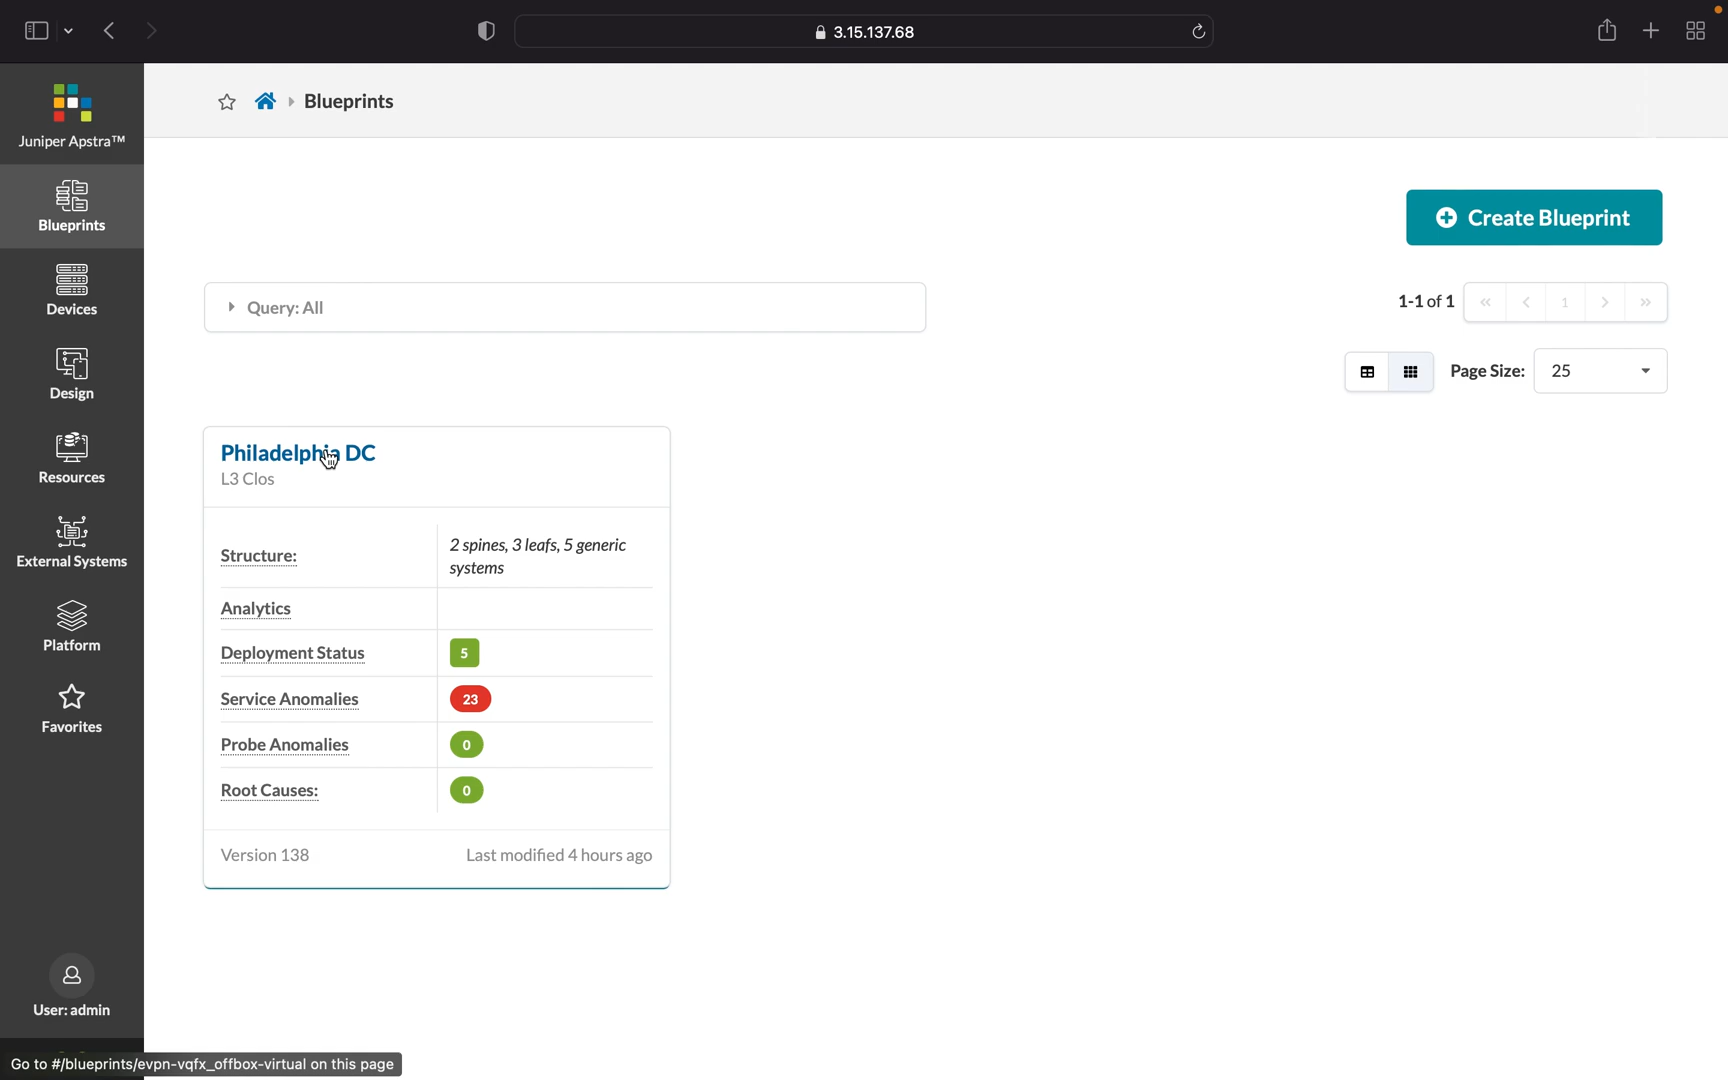 3.15.137.68
Juniper Apstra™
Blueprints
Devices
Design
Resources
External Systems
Platform
Favorites
User: admin
Blueprints
Create Blueprint
Query: All
1-1 of 1
« < 1 > »
Page Size: 25
Philadelphia DC
L3 Clos
Structure: 2 spines, 3 leafs, 5 generic
systems
Analytics
Deployment Status 5
Service Anomalies 23
Probe Anomalies 0
Root Causes: 0
Version 138 Last modified 4 hours ago
Go to #/blueprints/evpn-vqfx_offbox-virtual on this page